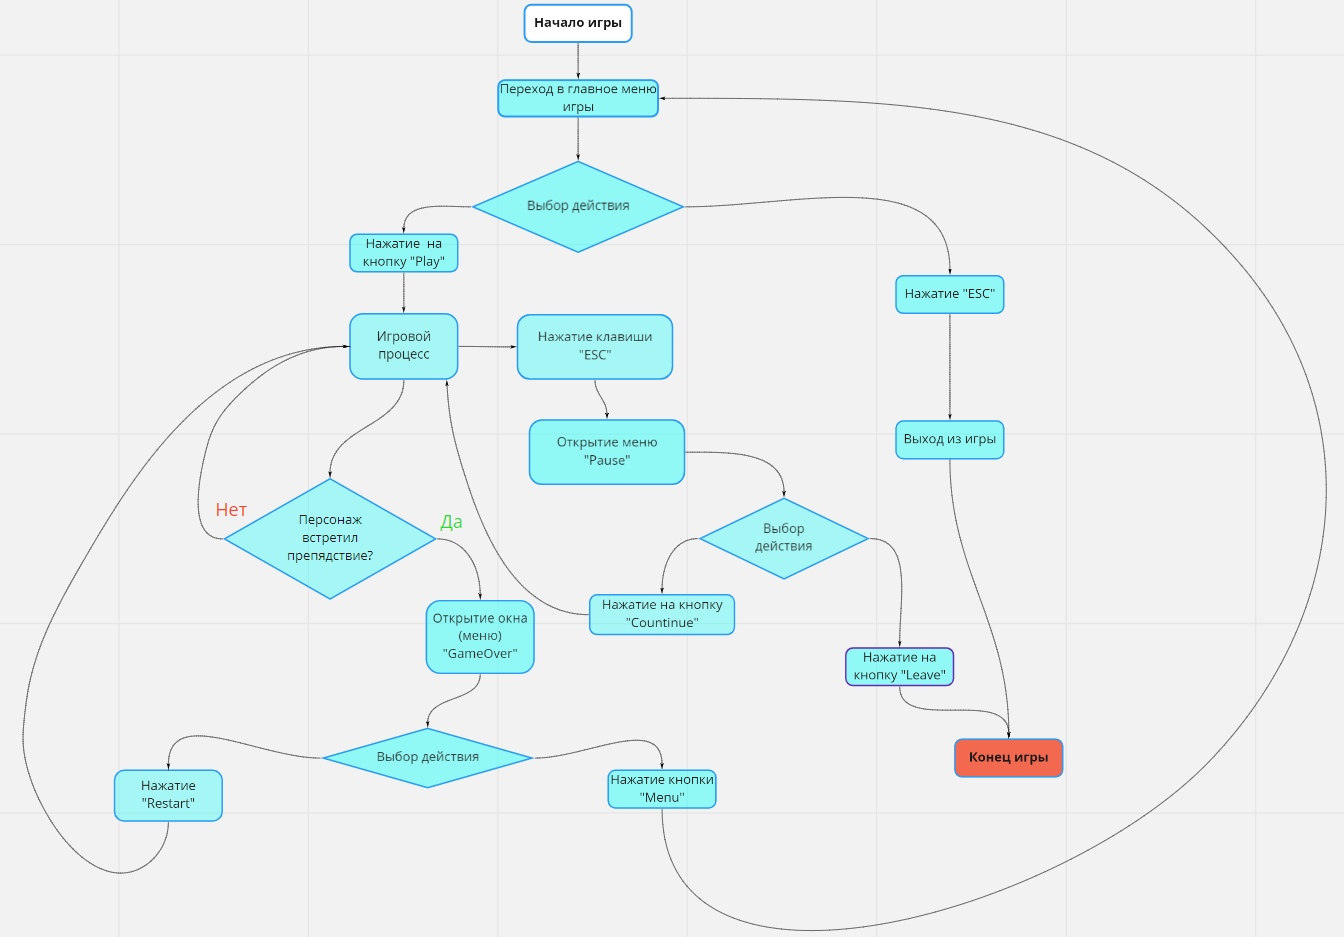 Начало игры
Переход в главное меню
игры
Выбор действия
Нажатие на
кнопку "Play"
Нажатие "ESC"
Игровой
процесс
Нажатие клавиши
"ESC"
Открытие меню
"Pause"
Выход из игры
Нет
Персонаж
встретил
препядствие?
Да
Выбор
действия
Открытие окна
(меню)
"GameOver"
Нажатие на кнопку
"Countinue"
Нажатие на
кнопку "Leave"
Выбор действия
Конец игры
Нажатие
"Restart"
Нажатие кнопки
"Menu"